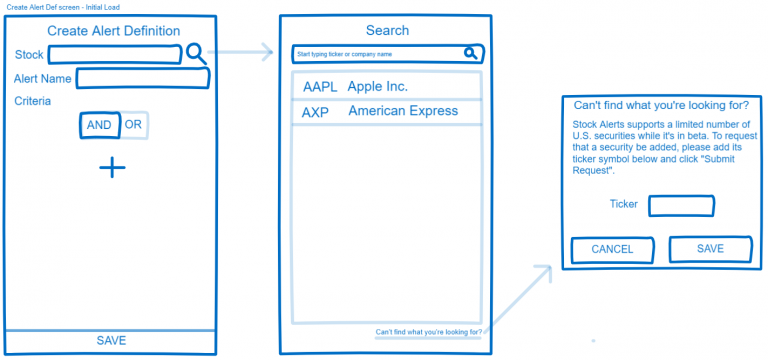 Create Alert Def screen - Initial Load
Create Alert Definition
Stock
Alert Name
Criteria
AND OR
SAVE
Search
Start typing ticker or company name
AAPL Apple Inc.
AXP American Express
Can't find what you're looking for?
Can't find what you're looking for?
Stock Alerts supports a limited number of
U.S. securities while it's in beta. To request
that a security be added, please add its
ticker symbol below and click "Submit
Request".
Ticker
CANCEL SAVE